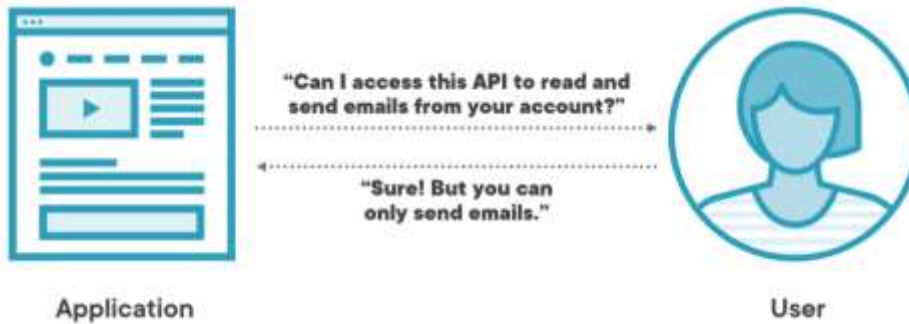 “Can I access this API to read and
send emails from your account?”
“Sure! But you can
only send emails.”
Application
User